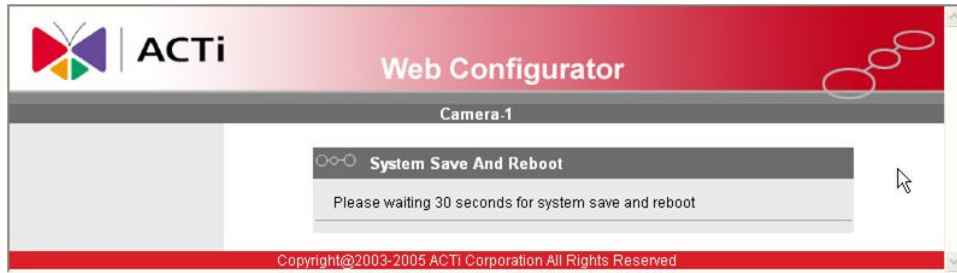 ACTi
Web Configurator
Camera-1
System Save And Reboot
Please waiting 30 seconds for system save and reboot
Copyright@2003-2005 ACTi Corporation All Rights Reserved